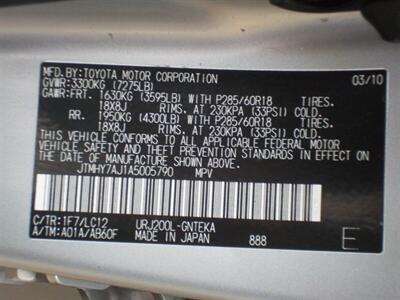 MFD.BY:TOYOTA MOTOR CORPORATION 03/10
GVWR:3300KG (7275LB)
GAWR:FRT. 1630KG (3595LB) WITH P285/60R18 TIRES.
18X8J RIMS. AT 230KPA (33PSI) COLD.
RR. 1950KG (4300LB) WITH P285/60R18 TIRES.
18X8J RIMS. AT 230KPA (33PSI) COLD.
THIS VEHICLE CONFORMS TO ALL APPLICABLE FEDERAL MOTOR
VEHICLE SAFETY AND THEFT PREVENTION STANDARDS IN EFFECT
ON THE DATE OF MANUFACTURE SHOWN ABOVE.
JTMHY7AJ1A5005790 MPV
C/TR:1F7/LC12 URJ200L-GNTEKA
A/TM:A01A/AB60F MADE IN JAPAN 888 E